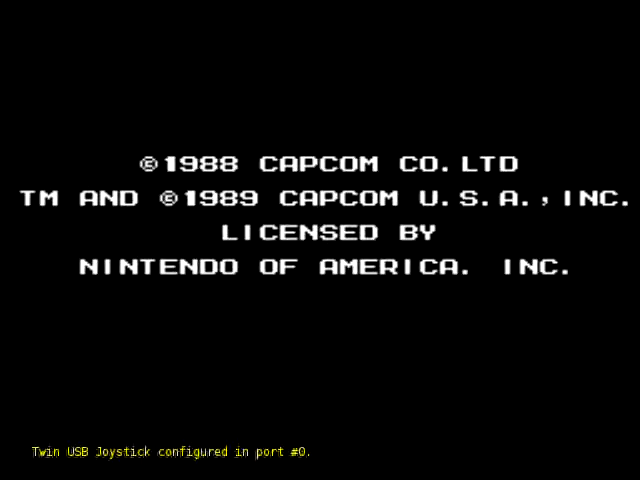 ©1988 CAPCOM CO.LTD
TM AND ©1989 CAPCOM U.S.A.,INC.
LICENSED BY
NINTENDO OF AMERICA. INC.
Twin USB Joystick configured in port #0.